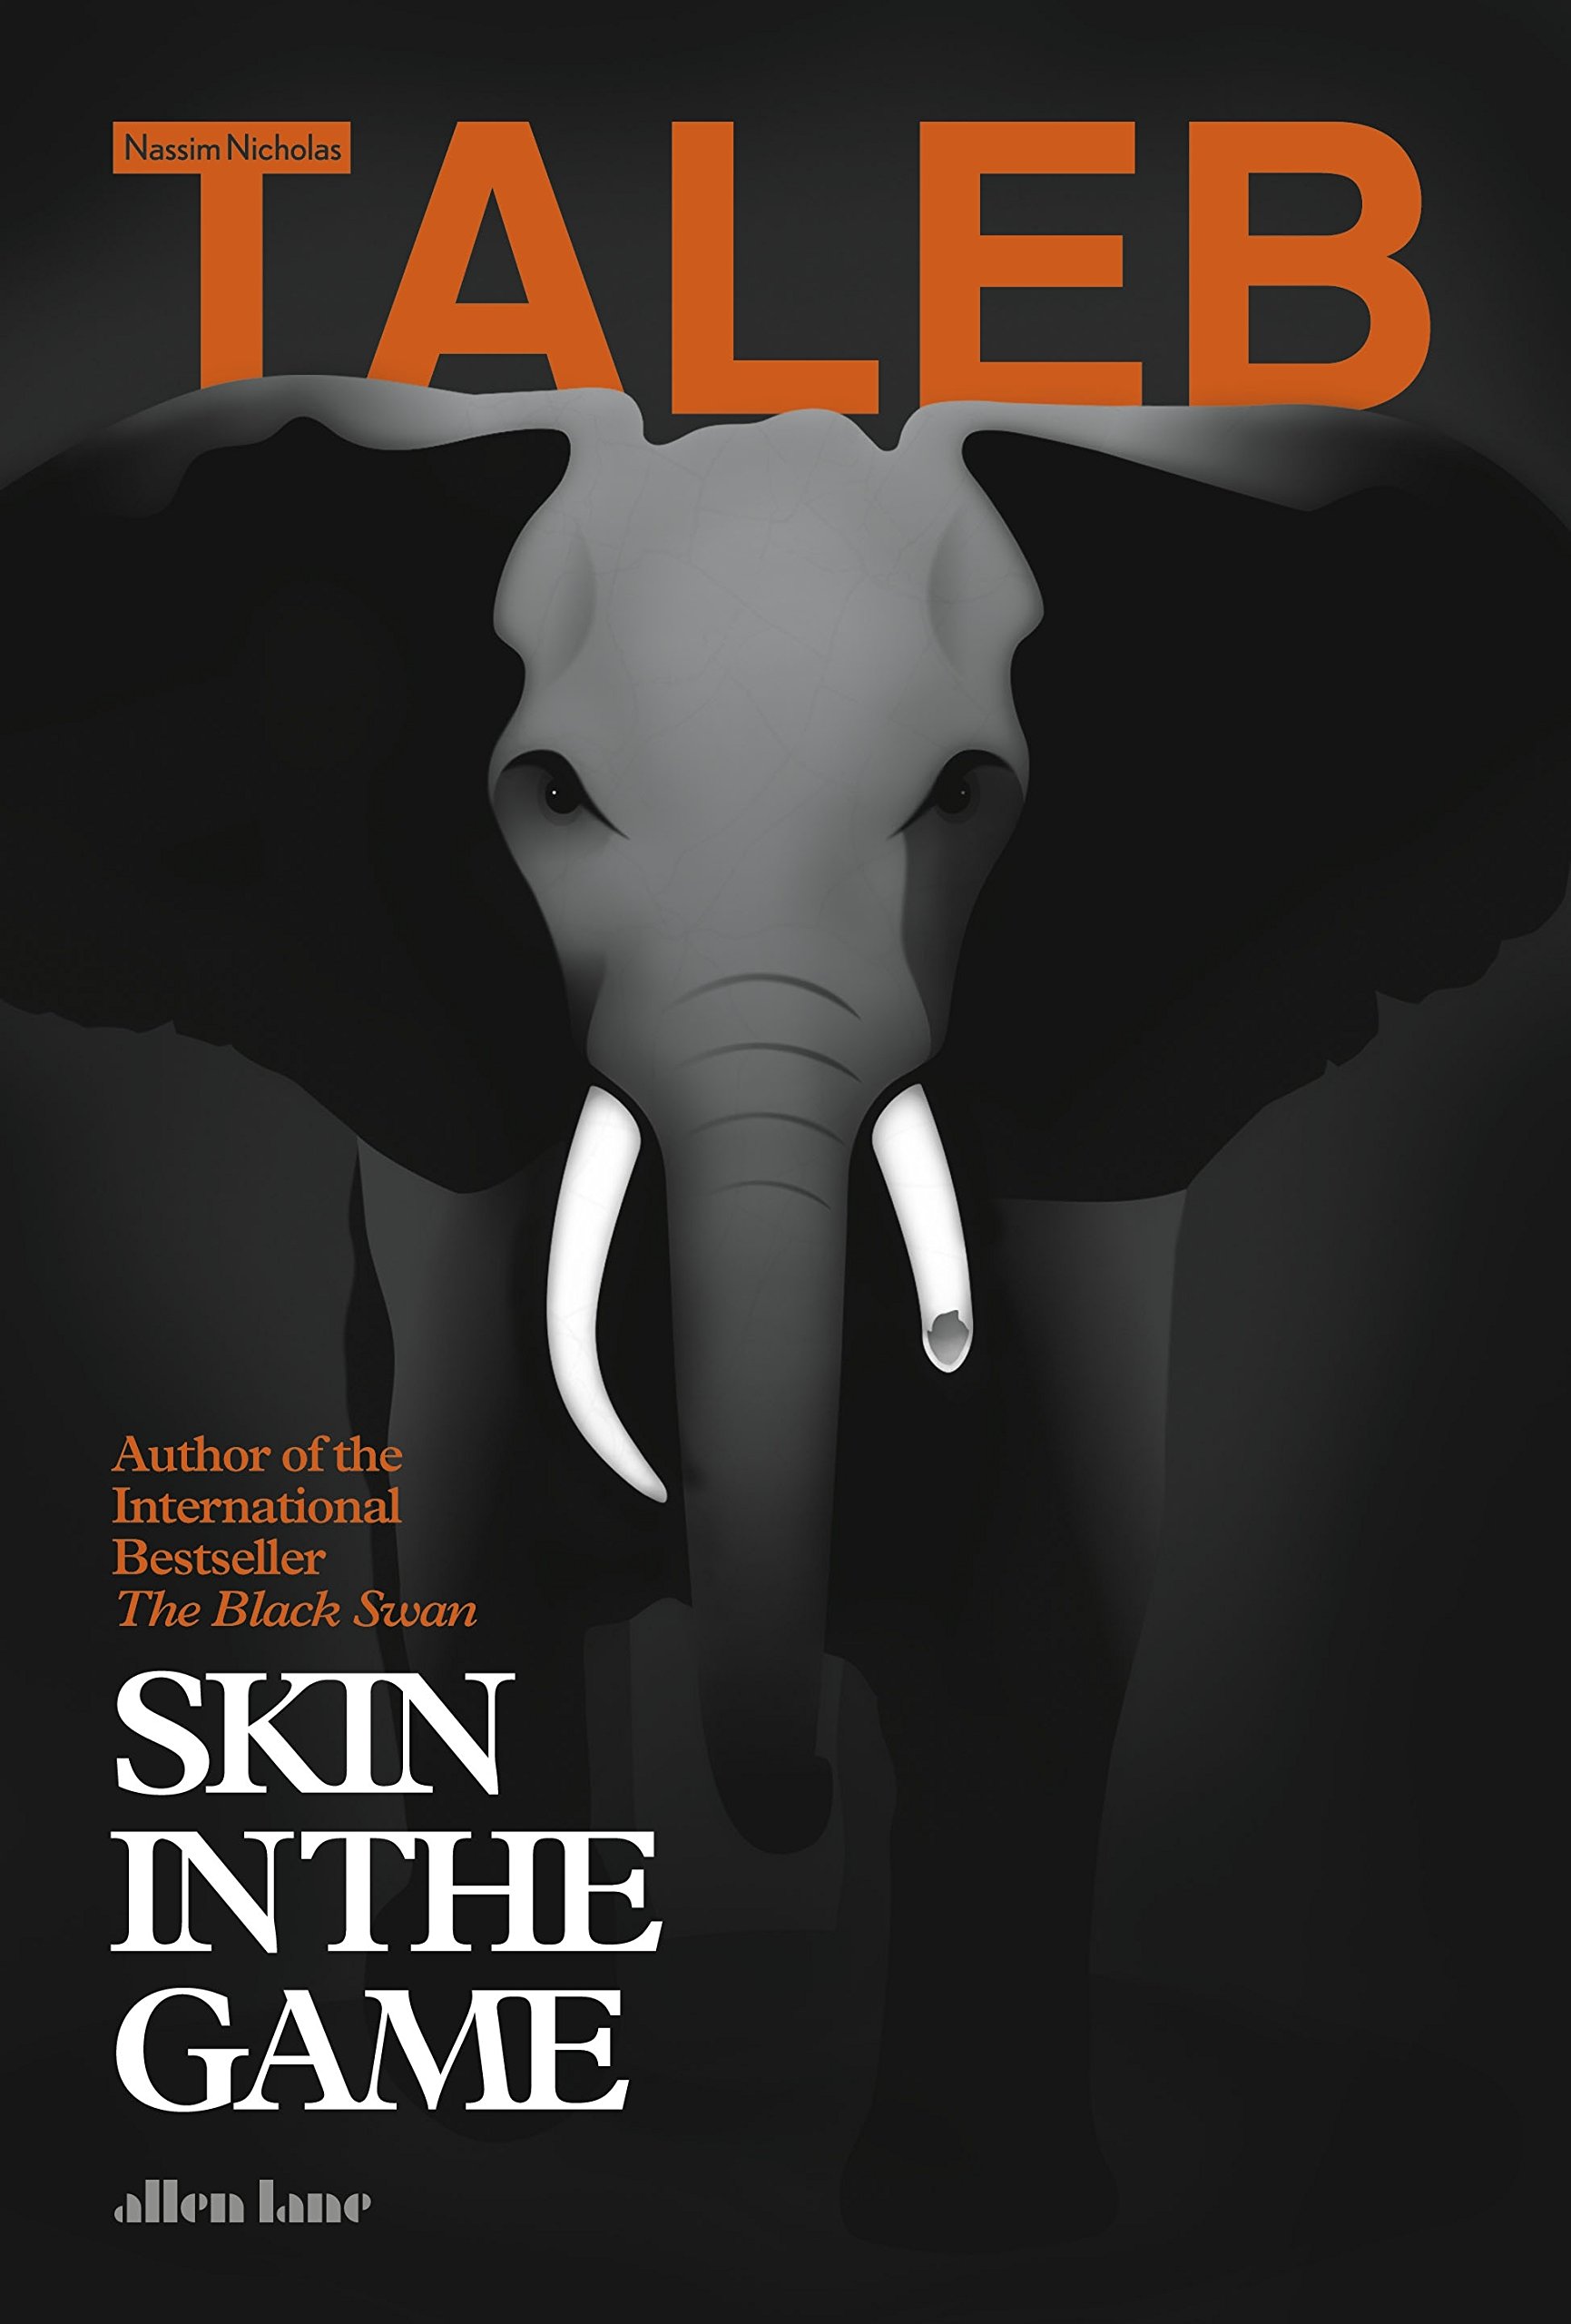 Nassim Nicholas
TALEB
Author of the
International
Bestseller
The Black Swan
SKIN
IN THE
GAME
allen lane